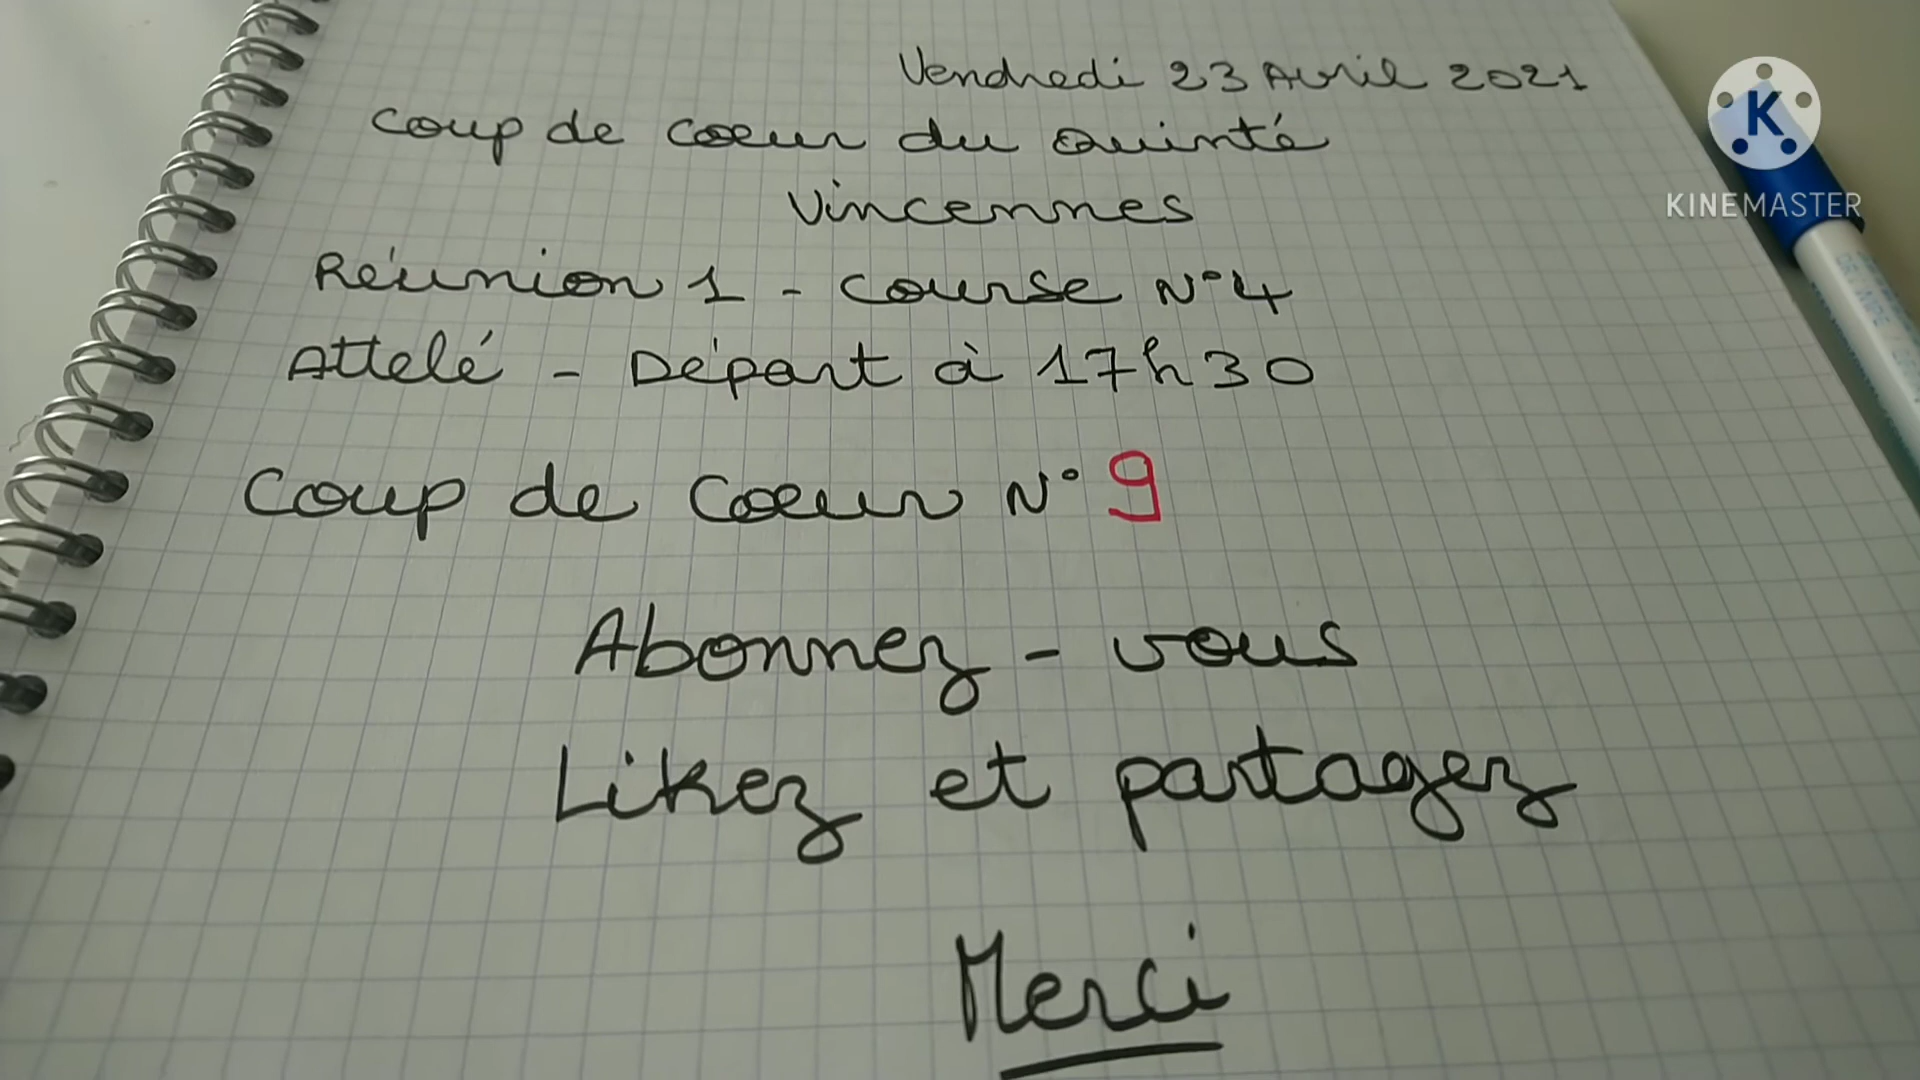 Vendredi 23 Avril 2021
Coup de coeur du Quinté
Vincennes
Réunion 1 - Course N°4
Attelé - Départ à 17h30
Coup de Coeur N° 9
Abonnez-vous
Likez et partagez
Merci
K
KINEMASTER